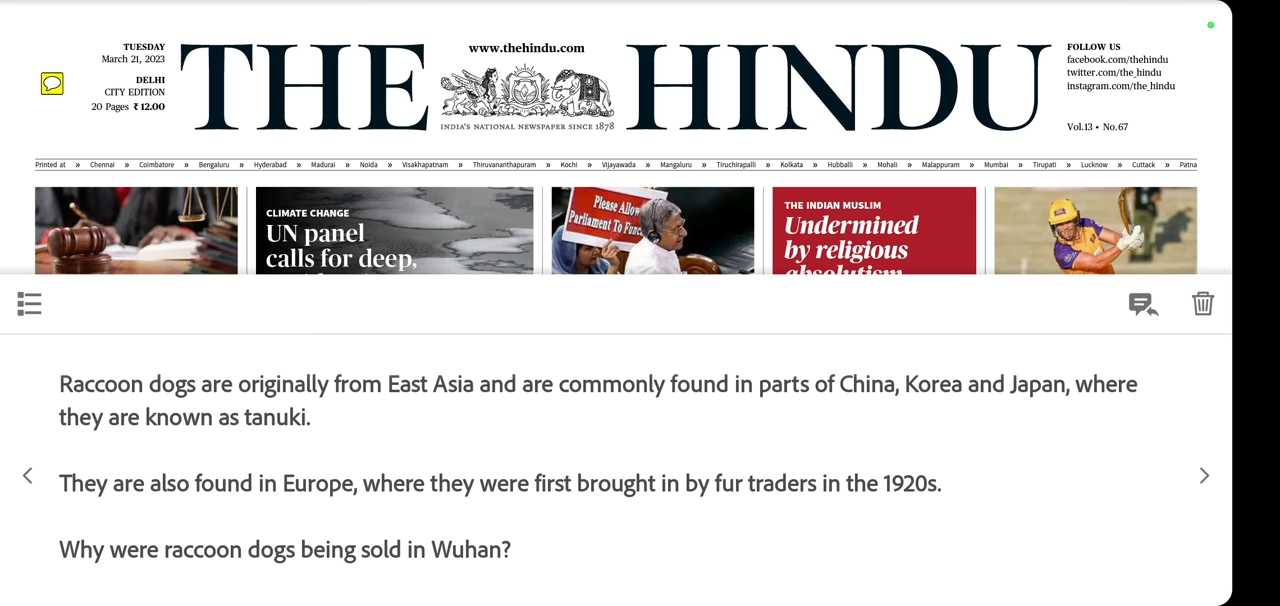 TUESDAY
March 21, 2023
DELHI
CITY EDITION
20 Pages ₹ 12.00
THE HINDU
www.thehindu.com
INDIA'S NATIONAL NEWSPAPER SINCE 1878
FOLLOW US
facebook.com/thehindu
twitter.com/the_hindu
instagram.com/the_hindu
Vol.13 • No.67
Printed at » Chennai » Coimbatore » Bengaluru » Hyderabad » Madurai » Noida » Visakhapatnam » Thiruvananthapuram » Kochi » Vijayawada » Mangaluru » Tiruchirapalli » Kolkata » Hubballi » Mohali » Malappuram » Mumbai » Tirupati » Lucknow » Cuttack » Patna
CLIMATE CHANGE
UN panel
calls for deep,
Please Allow
Parliament To Func
THE INDIAN MUSLIM
Undermined
by religious
absolutism
Raccoon dogs are originally from East Asia and are commonly found in parts of China, Korea and Japan, where
they are known as tanuki.
They are also found in Europe, where they were first brought in by fur traders in the 1920s.
Why were raccoon dogs being sold in Wuhan?